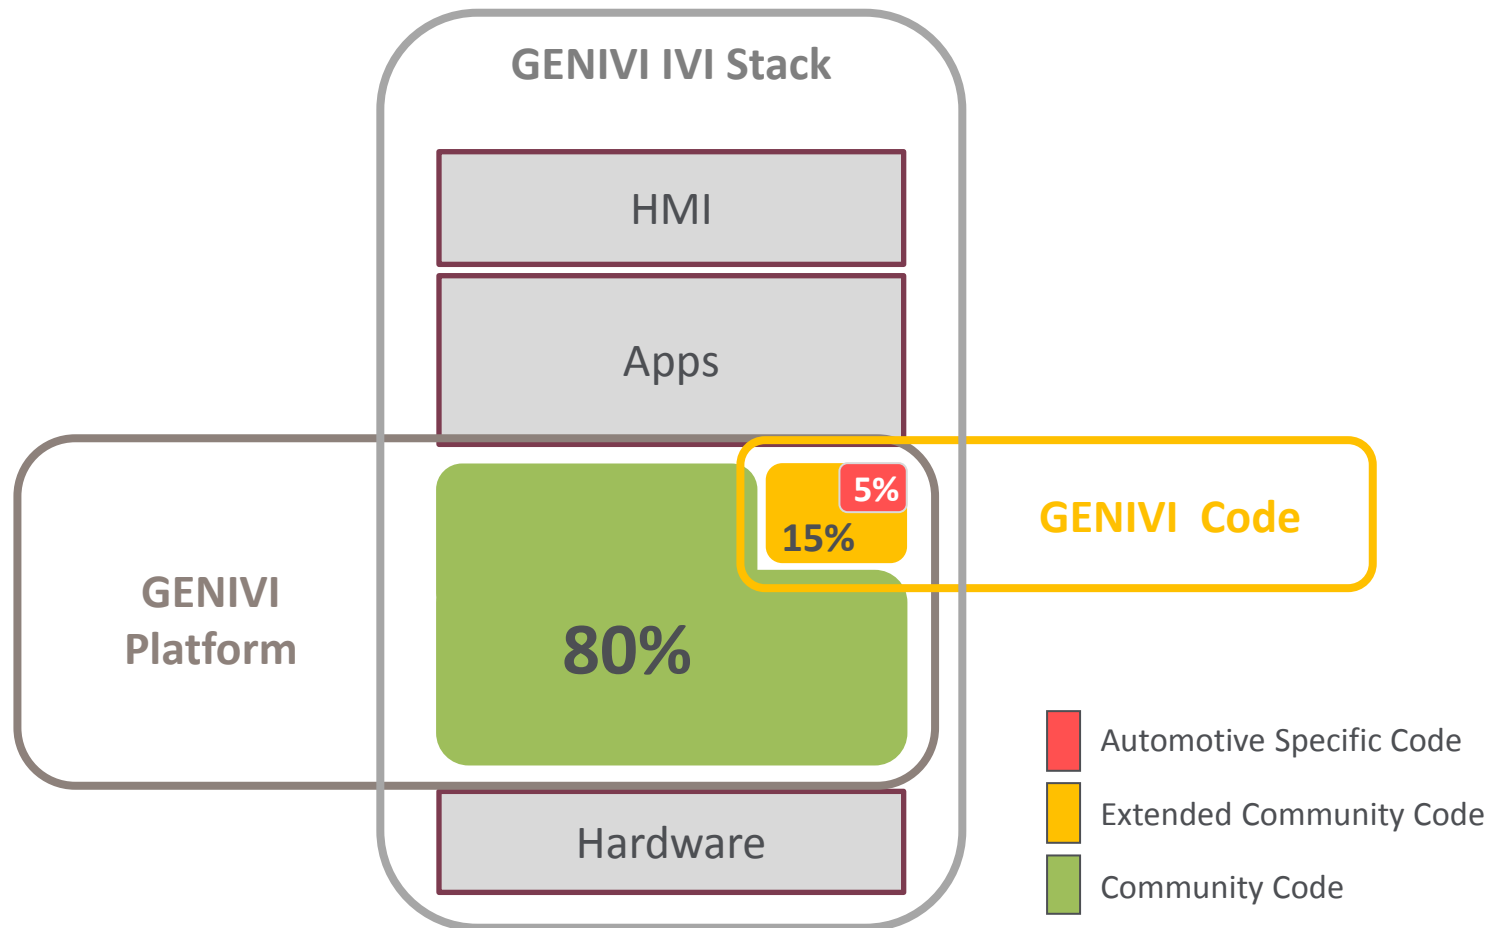 GENIVI IVI Stack
HMI
Apps
5%
15%
GENIVI Code
GENIVI
Platform
80%
Hardware
Automotive Specific Code
Extended Community Code
Community Code